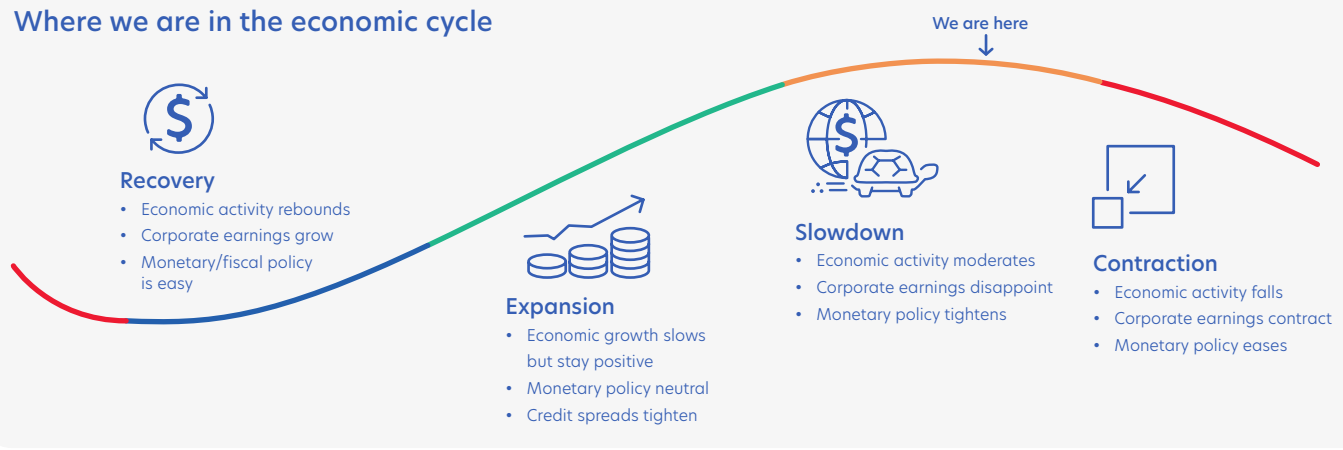 Where we are in the economic cycle
We are here
Recovery
• Economic activity rebounds
• Corporate earnings grow
• Monetary/fiscal policy
is easy
Expansion
• Economic growth slows
but stay positive
• Monetary policy neutral
• Credit spreads tighten
Slowdown
• Economic activity moderates
• Corporate earnings disappoint
• Monetary policy tightens
Contraction
• Economic activity falls
• Corporate earnings contract
• Monetary policy eases